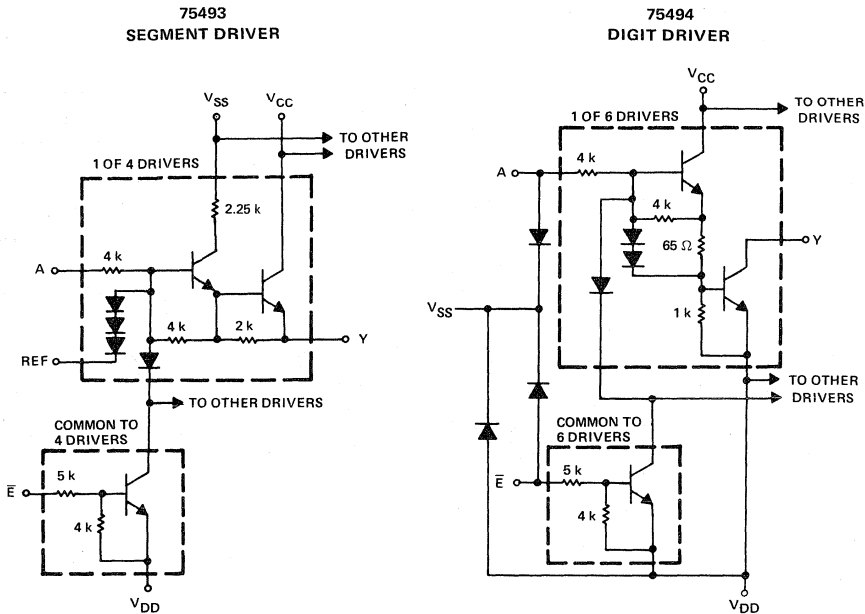 75493
SEGMENT DRIVER
VSS
VCC
TO OTHER
DRIVERS
1 OF 4 DRIVERS
2.25 k
A
4 k
4 k
2 k
Y
REF
TO OTHER DRIVERS
COMMON TO
4 DRIVERS
E̅
5 k
4 k
VDD
75494
DIGIT DRIVER
VCC
TO OTHER
DRIVERS
1 OF 6 DRIVERS
A
4 k
4 k
65 Ω
Y
VSS
1 k
TO OTHER
DRIVERS
COMMON TO
6 DRIVERS
E̅
5 k
4 k
VDD